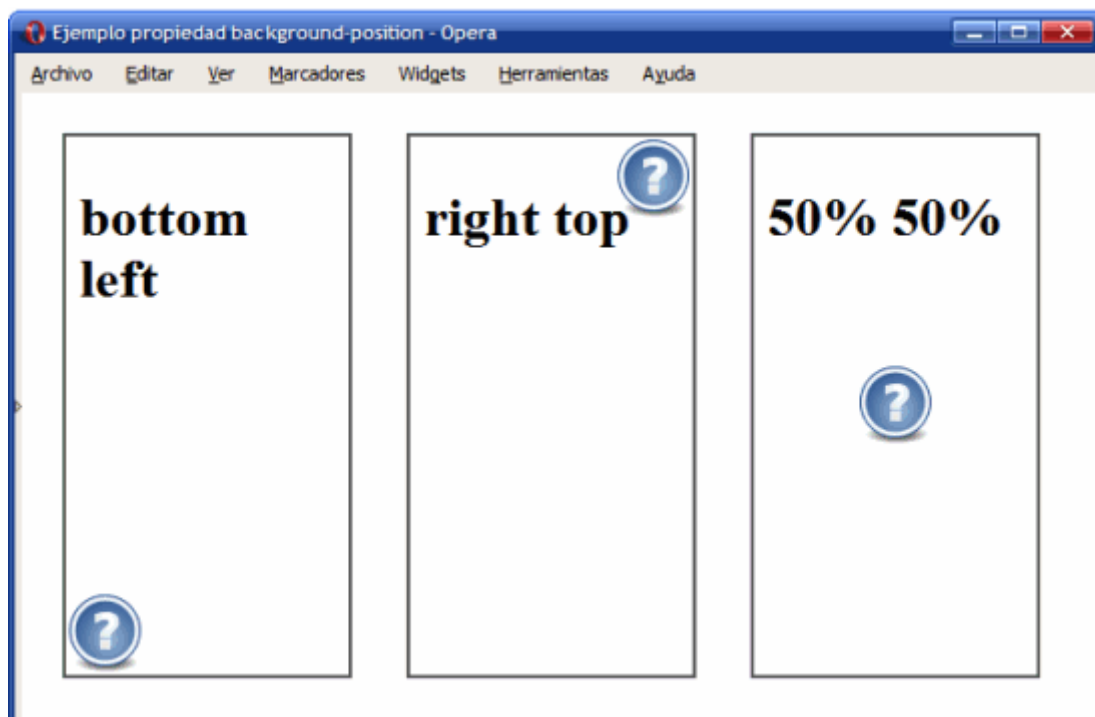 Ejemplo propiedad background-position - Opera
Archivo Editar Ver Marcadores Widgets Herramientas Ayuda
bottom
left
?
right top
?
50% 50%
?